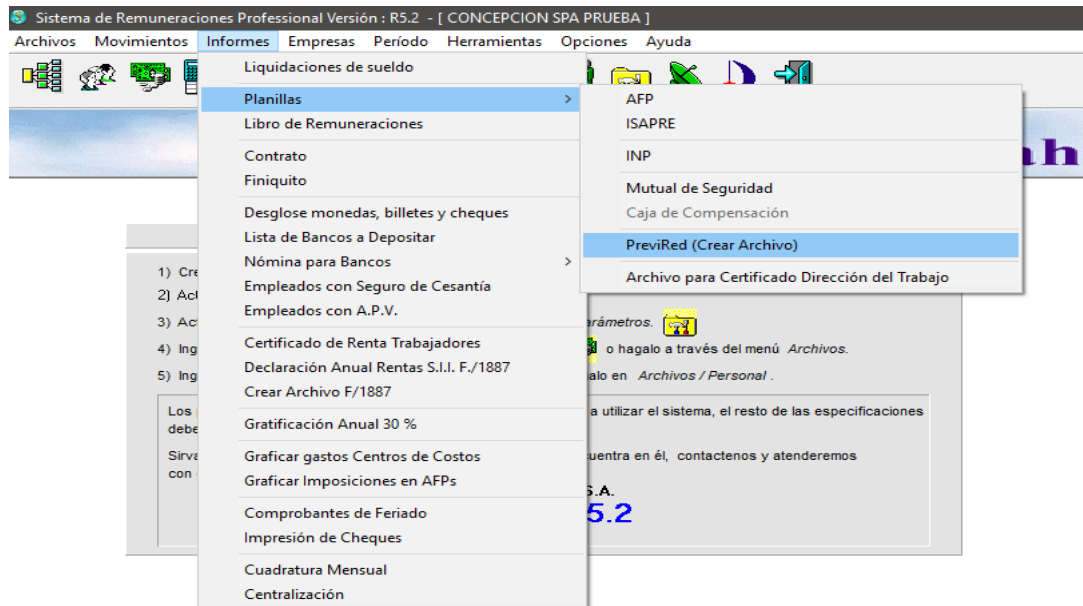 Sistema de Remuneraciones Professional Versión : R5.2 - [ CONCEPCION SPA PRUEBA ]
Archivos Movimientos Informes Empresas Período Herramientas Opciones Ayuda
Liquidaciones de sueldo
Planillas >
Libro de Remuneraciones
Contrato
Finiquito
Desglose monedas, billetes y cheques
Lista de Bancos a Depositar
Nómina para Bancos >
Empleados con Seguro de Cesantía
Empleados con A.P.V.
Certificado de Renta Trabajadores
Declaración Anual Rentas S.I.I. F./1887
Crear Archivo F/1887
Gratificación Anual 30 %
Graficar gastos Centros de Costos
Graficar Imposiciones en AFPs
Comprobantes de Feriado
Impresión de Cheques
Cuadratura Mensual
Centralización
AFP
ISAPRE
INP
Mutual de Seguridad
Caja de Compensación
PreviRed (Crear Archivo)
Archivo para Certificado Dirección del Trabajo
ah
1)
2)
3) arámetros.
4) o hagalo a través del menú Archivos.
5) alo en Archivos / Personal .
Los a utilizar el sistema, el resto de las especificaciones
debe
Sirva uentra en él, contactenos y atenderemos
con
S.A.
5.2